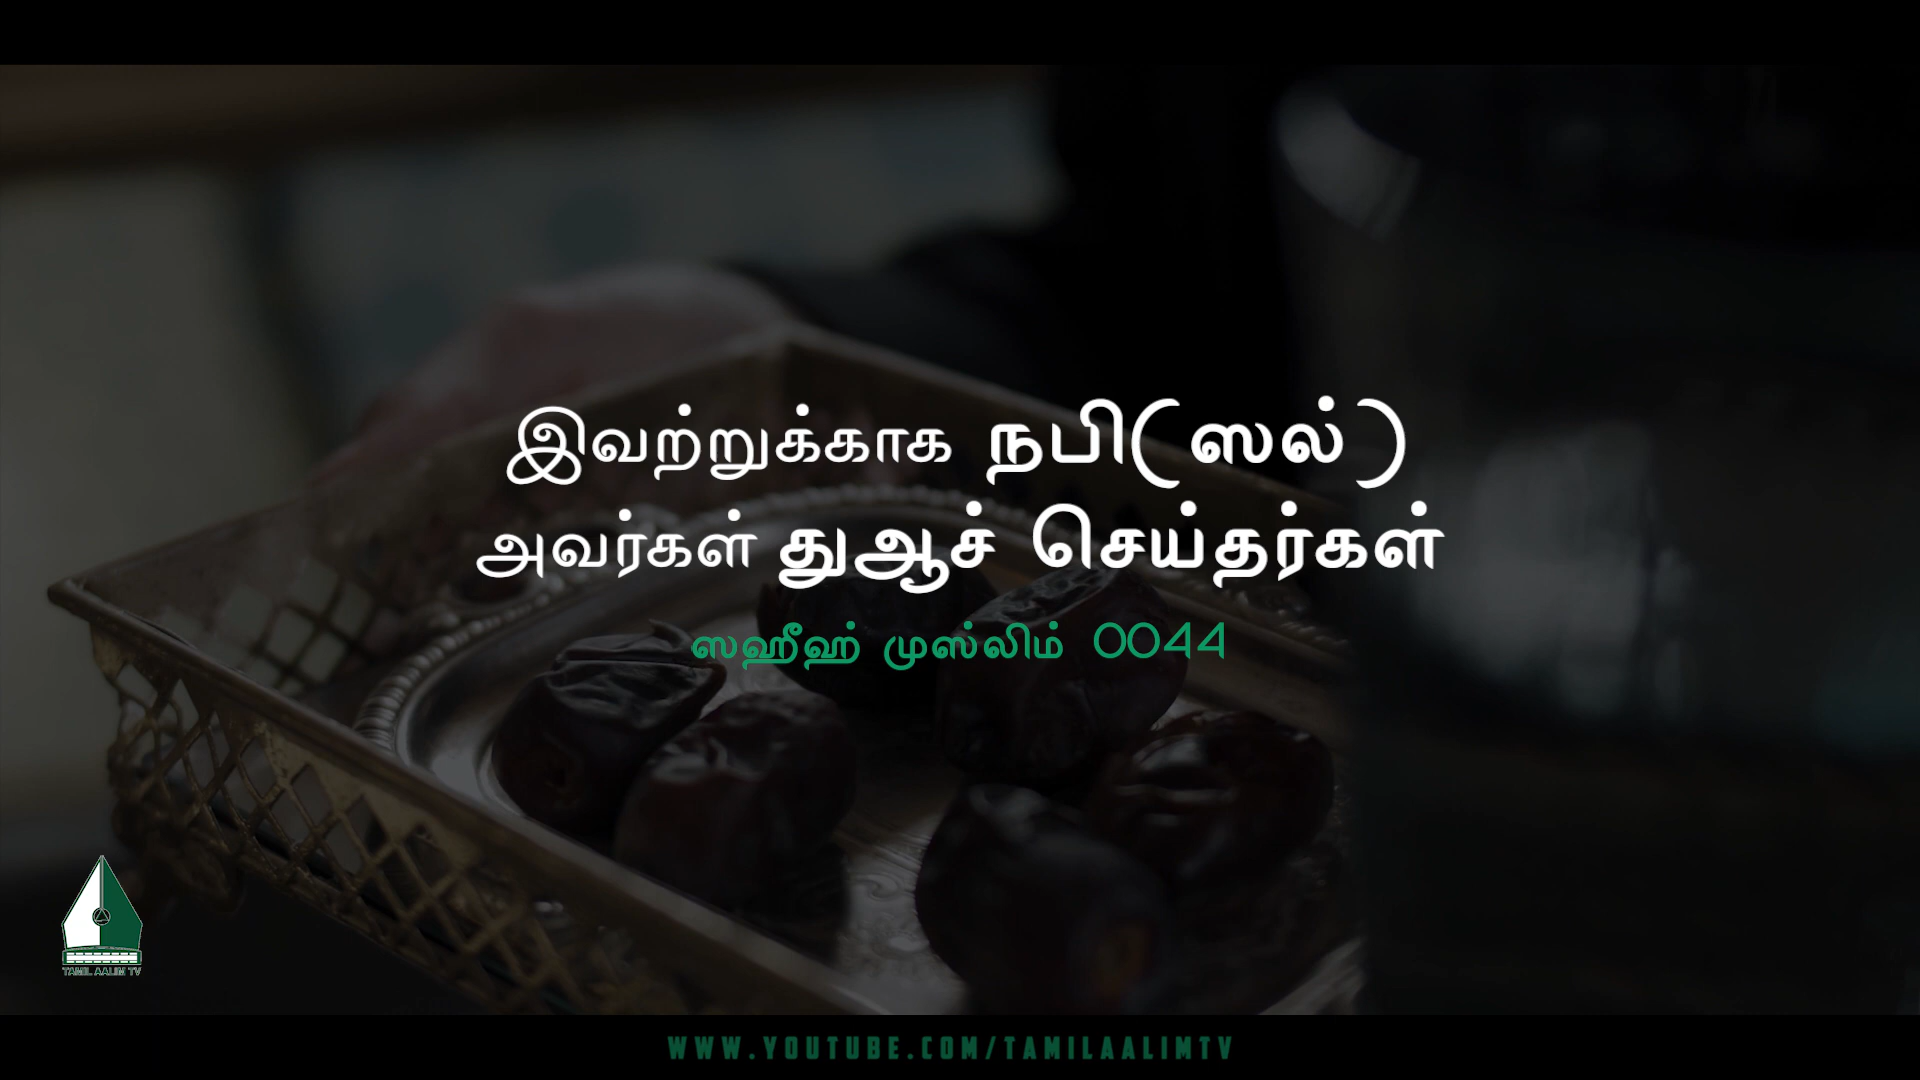 இவற்றுக்காக நபி(ஸல்)
அவர்கள் துஆச் செய்தர்கள்
ஸஹீஹ் முஸ்லிம் 0044
TAMIL AALIM TV
WWW.YOUTUBE.COM/TAMILAALIMTV